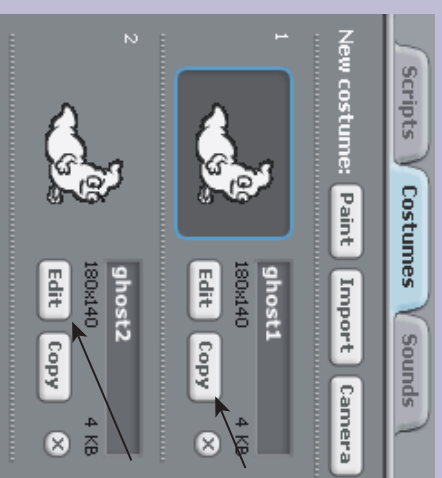 Scripts Costumes Sounds
New costume: Paint Import Camera
1
ghost1
180x140 4 KB
Edit Copy X
2
ghost2
180x140 4 KB
Edit Copy X